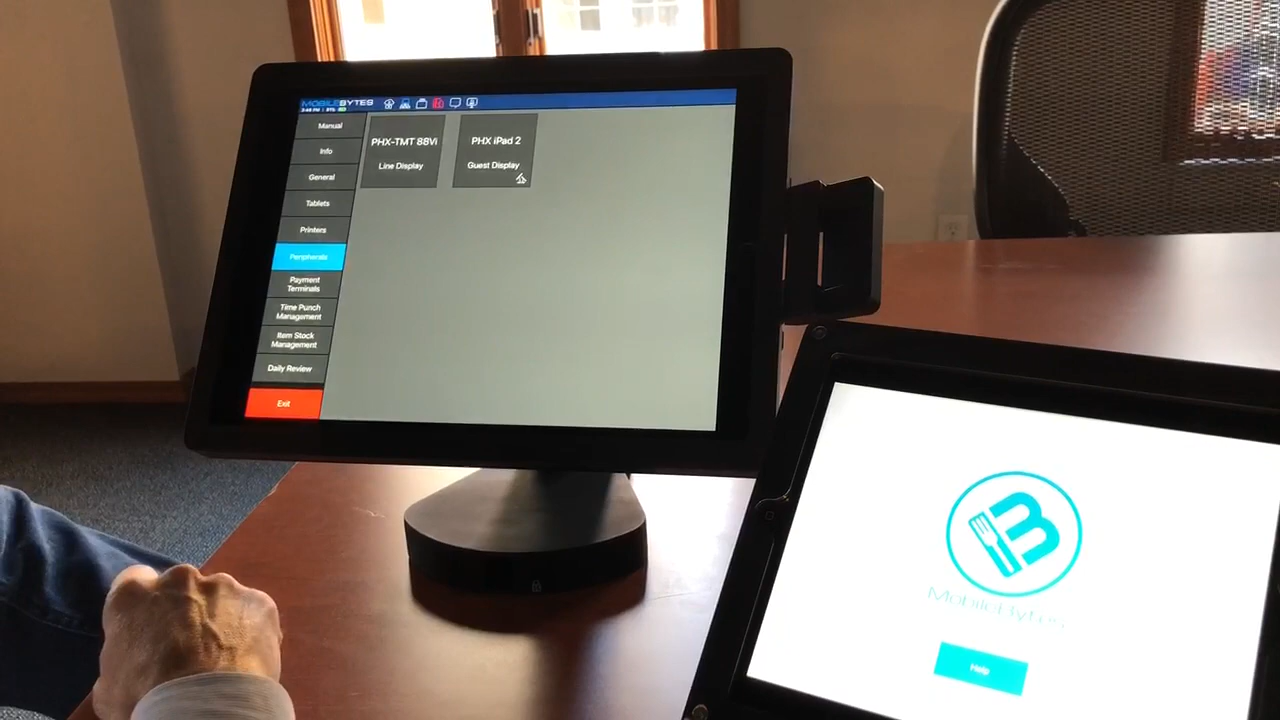 MOBILEBYTES
Manual
Info
General
Tablets
Printers
Peripherals
Payment
Terminals
Time Punch
Management
Item Stock
Management
Daily Review
Exit
PHX-TMT 88Vi
Line Display
PHX iPad 2
Guest Display
B
MobileBytes
Help